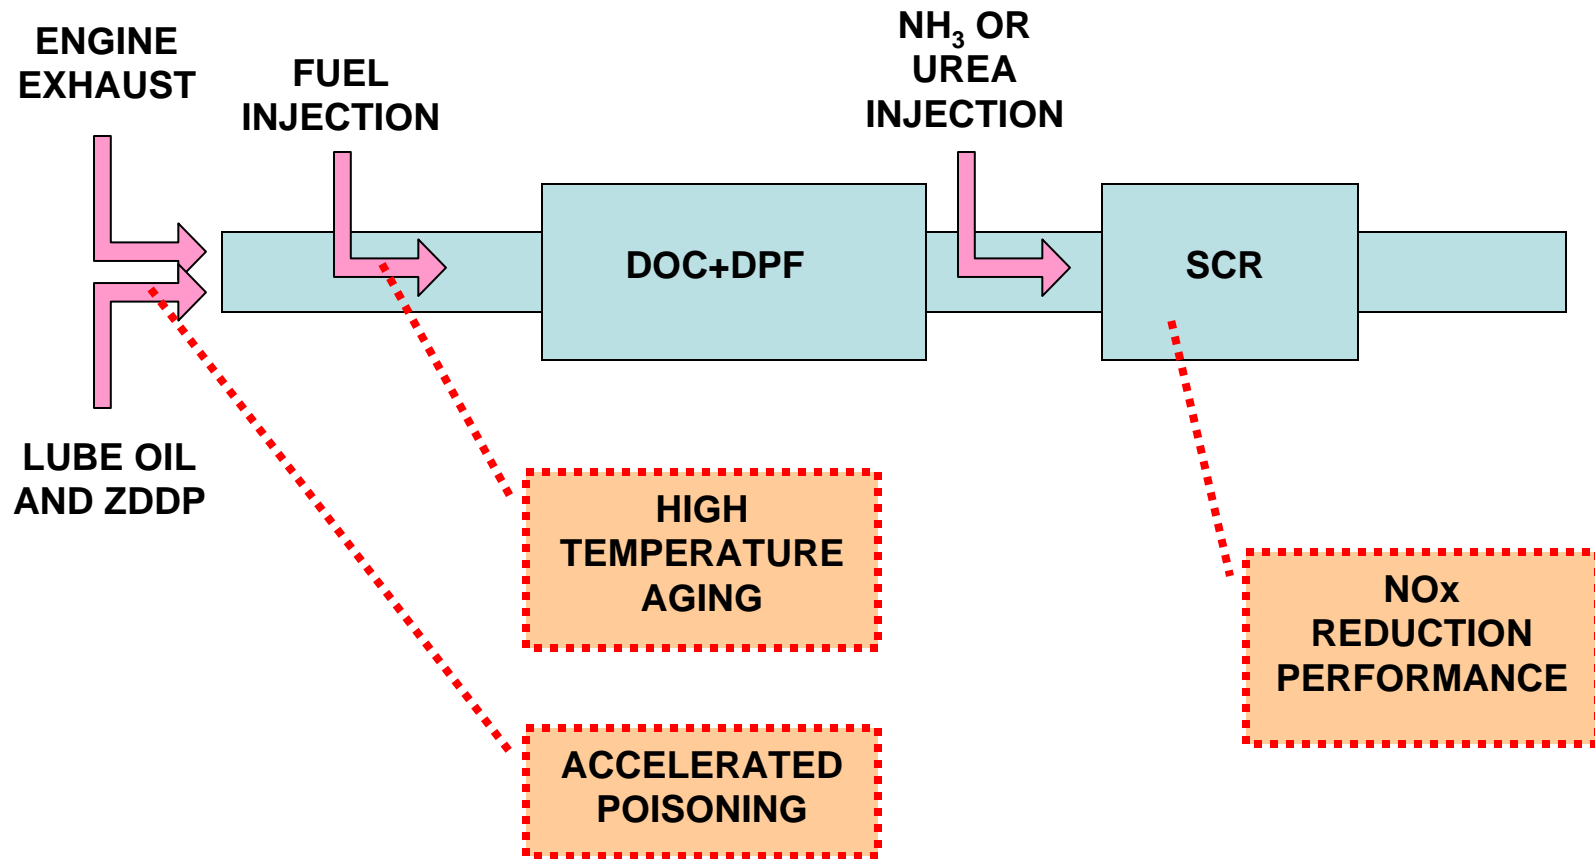 ENGINE
EXHAUST
FUEL
INJECTION
NH₃ OR
UREA
INJECTION
DOC+DPF
SCR
LUBE OIL
AND ZDDP
HIGH
TEMPERATURE
AGING
NOx
REDUCTION
PERFORMANCE
ACCELERATED
POISONING